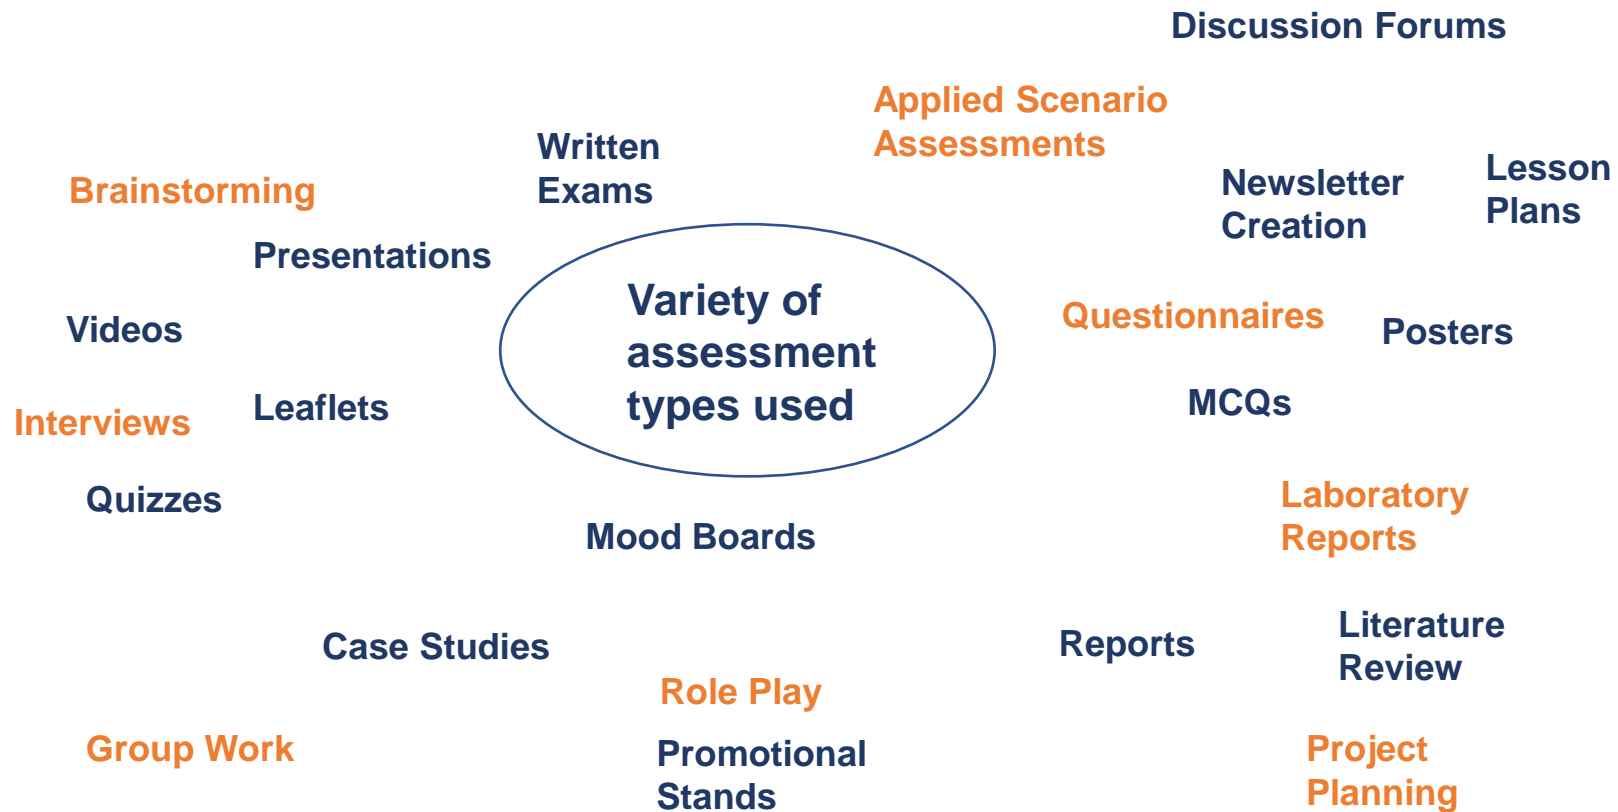 Discussion Forums
Applied Scenario
Assessments
Written
Exams
Brainstorming
Newsletter
Creation
Lesson
Plans
Presentations
Variety of
assessment
types used
Videos
Questionnaires
Posters
Interviews
Leaflets
MCQs
Quizzes
Mood Boards
Laboratory
Reports
Case Studies
Reports
Literature
Review
Role Play
Group Work
Promotional
Stands
Project
Planning